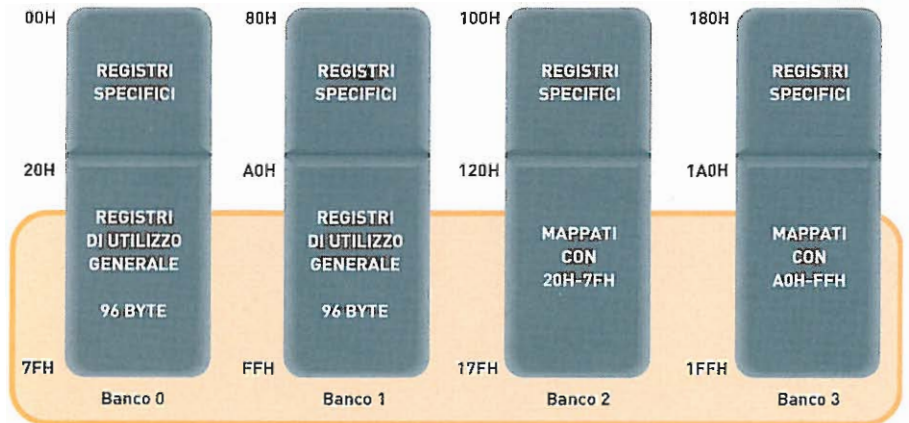 00H
REGISTRI
SPECIFICI
20H
REGISTRI
DI UTILIZZO
GENERALE
96 BYTE
7FH
Banco 0
80H
REGISTRI
SPECIFICI
A0H
REGISTRI
DI UTILIZZO
GENERALE
96 BYTE
FFH
Banco 1
100H
REGISTRI
SPECIFICI
120H
MAPPATI
CON
20H-7FH
17FH
Banco 2
180H
REGISTRI
SPECIFICI
1A0H
MAPPATI
CON
A0H-FFH
1FFH
Banco 3